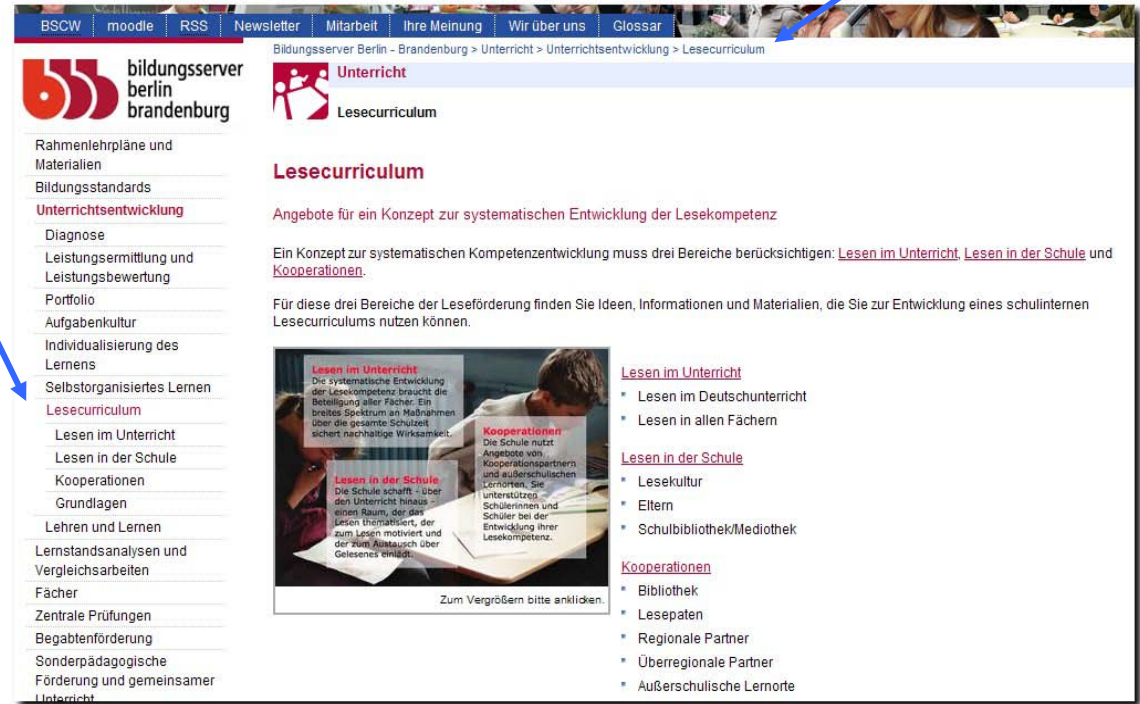 BSCW moodle RSS Newsletter Mitarbeit Ihre Meinung Wir über uns Glossar
Bildungsserver Berlin - Brandenburg > Unterricht > Unterrichtsentwicklung > Lesecurriculum
bildungsserver
berlin
brandenburg
Unterricht
Lesecurriculum
Rahmenlehrpläne und
Materialien
Bildungsstandards
Unterrichtsentwicklung
Diagnose
Leistungsermittlung und
Leistungsbewertung
Portfolio
Aufgabenkultur
Individualisierung des
Lernens
Selbstorganisiertes Lernen
Lesecurriculum
Lesen im Unterricht
Lesen in der Schule
Kooperationen
Grundlagen
Lehren und Lernen
Lernstandsanalysen und
Vergleichsarbeiten
Fächer
Zentrale Prüfungen
Begabtenförderung
Sonderpädagogische
Förderung und gemeinsamer
Unterricht
Lesecurriculum
Angebote für ein Konzept zur systematischen Entwicklung der Lesekompetenz
Ein Konzept zur systematischen Kompetenzentwicklung muss drei Bereiche berücksichtigen: Lesen im Unterricht, Lesen in der Schule und
Kooperationen.
Für diese drei Bereiche der Leseförderung finden Sie Ideen, Informationen und Materialien, die Sie zur Entwicklung eines schulinternen
Lesecurriculums nutzen können.
Lesen im Unterricht
Die systematische Entwicklung
der Lesekompetenz braucht die
Beteiligung aller Fächer. Ein
breites Spektrum an Maßnahmen
über die gesamte Schulzeit
sichert nachhaltige Wirksamkeit.
Kooperationen
Die Schule nutzt
Angebote von
Kooperationspartnern
und außerschulischen
Lernorten. Sie
unterstützen
Schülerinnen und
Schüler bei der
Entwicklung ihrer
Lesekompetenz.
Lesen in der Schule
Die Schule schafft - über
den Unterricht hinaus -
einen Raum, der das
Lesen thematisiert, der
zum Lesen motiviert und
der zum Austausch über
Gelesenes einlädt.
Zum Vergrößern bitte anklicken.
Lesen im Unterricht
Lesen im Deutschunterricht
Lesen in allen Fächern
Lesen in der Schule
Lesekultur
Eltern
Schulbibliothek/Mediothek
Kooperationen
Bibliothek
Lesepaten
Regionale Partner
Überregionale Partner
Außerschulische Lernorte